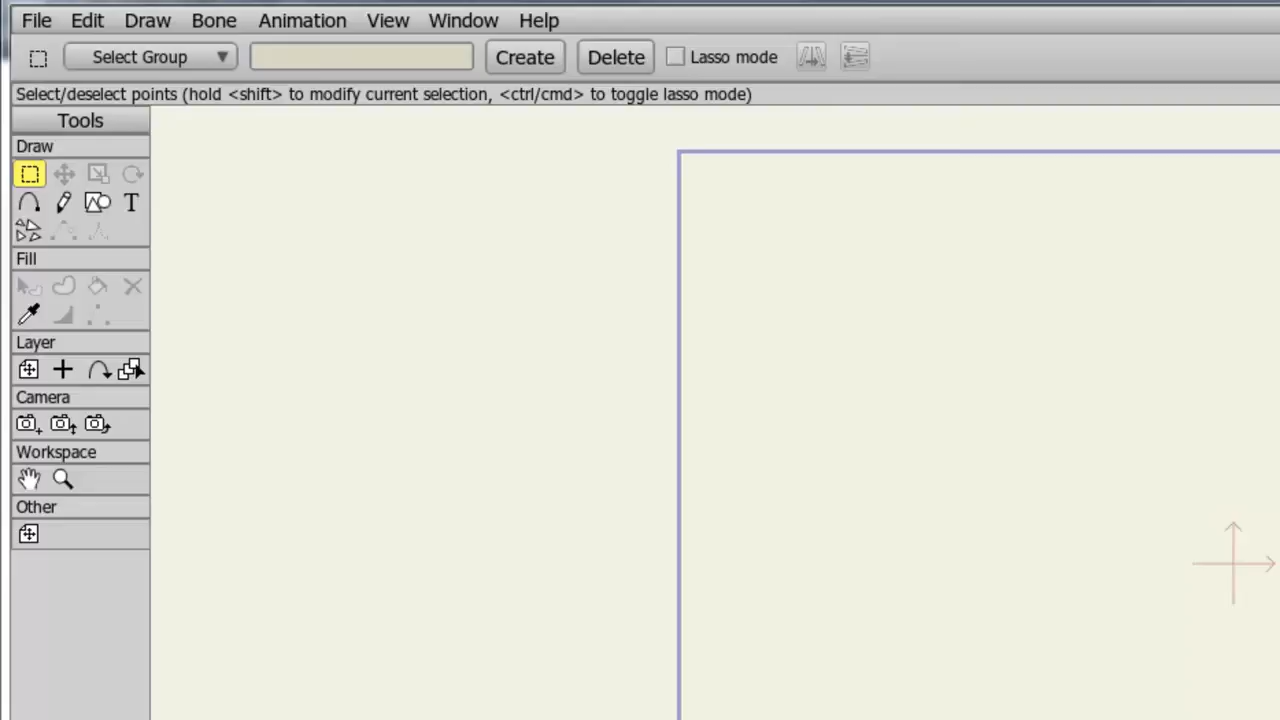 File Edit Draw Bone Animation View Window Help
Select Group Create Delete Lasso mode
Select/deselect points (hold <shift> to modify current selection, <ctrl/cmd> to toggle lasso mode)
Tools
Draw
T
Fill
Layer
Camera
Workspace
Other